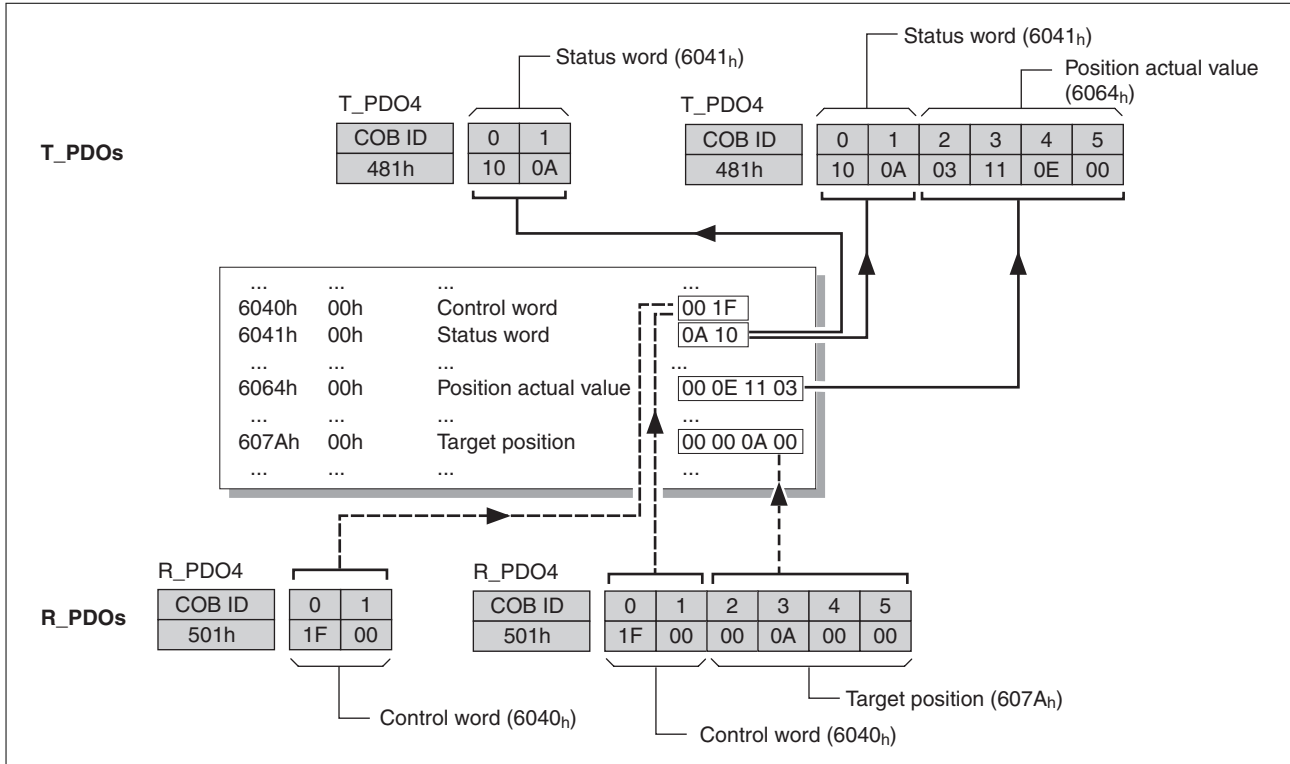 Status word (6041h)
Status word (6041h)
Position actual value
(6064h)
T_PDO4
T_PDO4
T_PDOs
COB ID 0 1
481h 10 0A
COB ID 0 1 2 3 4 5
481h 10 0A 03 11 0E 00
... ... ... ...
6040h 00h Control word 00 1F
6041h 00h Status word 0A 10
... ... ... ...
6064h 00h Position actual value 00 0E 11 03
... ... ... ...
607Ah 00h Target position 00 00 0A 00
... ... ... ...
R_PDO4
R_PDO4
R_PDOs
COB ID 0 1
501h 1F 00
COB ID 0 1 2 3 4 5
501h 1F 00 00 0A 00 00
Target position (607Ah)
Control word (6040h)
Control word (6040h)